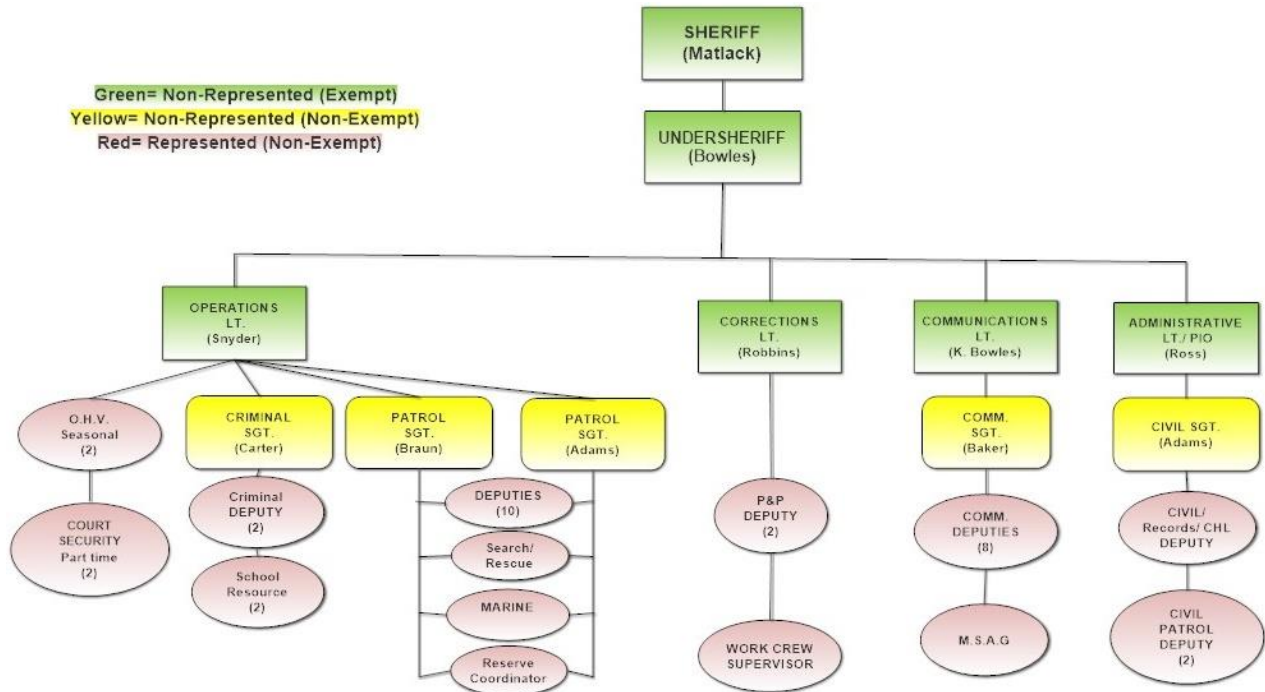 SHERIFF
(Matlack)
Green= Non-Represented (Exempt)
Yellow= Non-Represented (Non-Exempt)
Red= Represented (Non-Exempt)
UNDERSHERIFF
(Bowles)
OPERATIONS
LT.
(Snyder)
CORRECTIONS
LT.
(Robbins)
COMMUNICATIONS
LT.
(K. Bowles)
ADMINISTRATIVE
LT./ PIO
(Ross)
O.H.V.
Seasonal
(2)
CRIMINAL
SGT.
(Carter)
PATROL
SGT.
(Braun)
PATROL
SGT.
(Adams)
COMM.
SGT.
(Baker)
CIVIL SGT.
(Adams)
COURT
SECURITY
Part time
(2)
Criminal
DEPUTY
(2)
School
Resource
(2)
DEPUTIES
(10)
Search/
Rescue
MARINE
Reserve
Coordinator
P&P
DEPUTY
(2)
WORK CREW
SUPERVISOR
COMM.
DEPUTIES
(8)
M.S.A.G
CIVIL/
Records/ CHL
DEPUTY
CIVIL
PATROL
DEPUTY
(2)